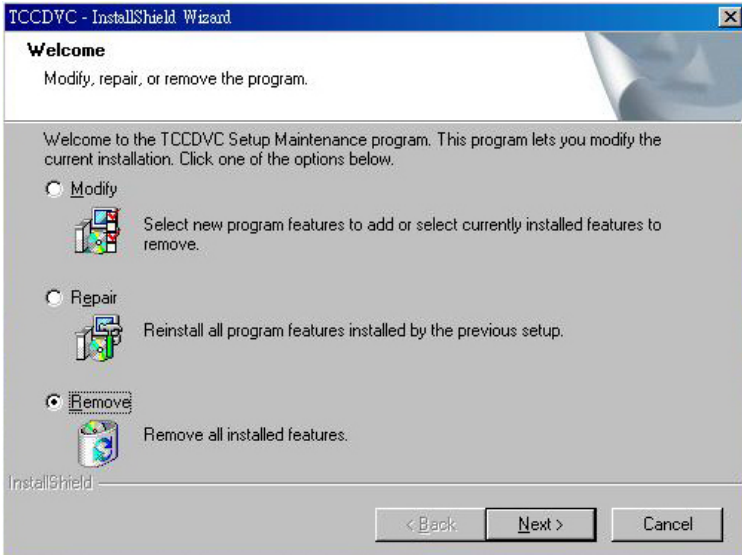 TCCDVC - InstallShield Wizard
Welcome
Modify, repair, or remove the program.
Welcome to the TCCDVC Setup Maintenance program. This program lets you modify the
current installation. Click one of the options below.
Modify
Select new program features to add or select currently installed features to
remove.
Repair
Reinstall all program features installed by the previous setup.
Remove
Remove all installed features.
InstallShield
< Back
Next >
Cancel